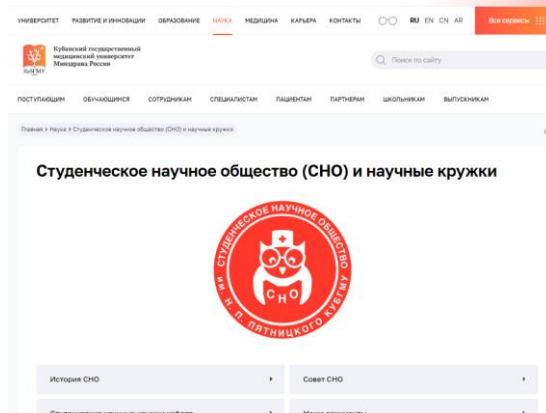 УНИВЕРСИТЕТ РАЗВИТИЕ И ИННОВАЦИИ ОБРАЗОВАНИЕ НАУКА МЕДИЦИНА КАРЬЕРА КОНТАКТЫ RU EN CN AR Все сервисы
Кубанский государственный
медицинский университет
Минздрава России
КубГМУ
Поиск по сайту
ПОСТУПАЮЩИМ ОБУЧАЮЩИМСЯ СОТРУДНИКАМ СПЕЦИАЛИСТАМ ПАЦИЕНТАМ ПАРТНЕРАМ ШКОЛЬНИКАМ ВЫПУСКНИКАМ
Главная » Наука » Студенческое научное общество (СНО) и научные кружки
Студенческое научное общество (СНО) и научные кружки
СТУДЕНЧЕСКОЕ НАУЧНОЕ ОБЩЕСТВО
СНО
им. Н. П. ПЯТНИЦКОГО КУБГМУ
История СНО Совет СНО